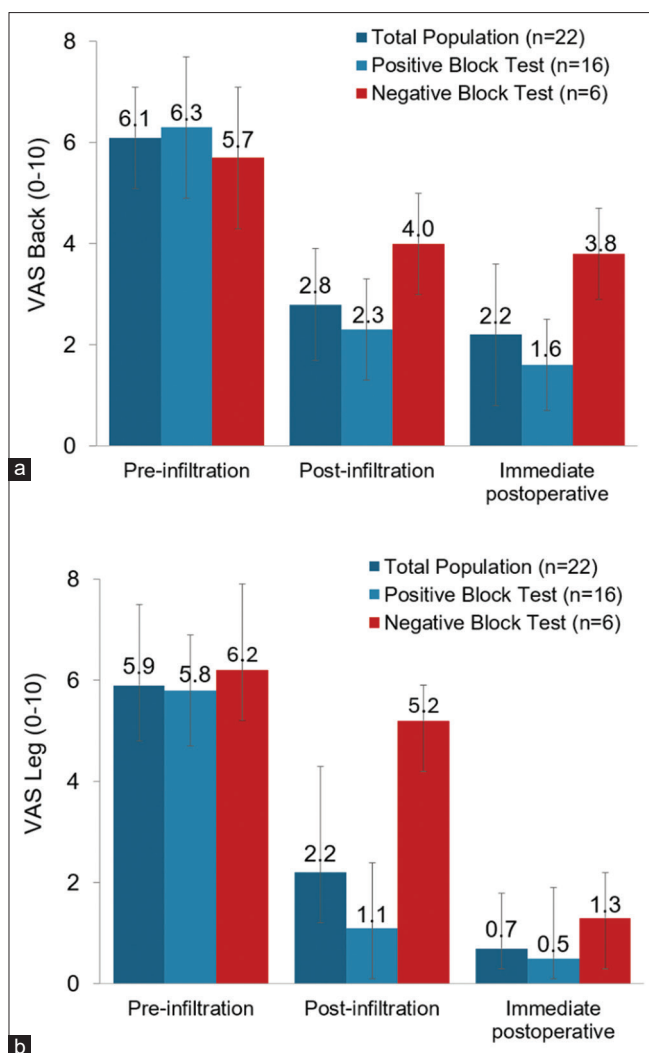 8
Total Population (n=22)
Positive Block Test (n=16)
Negative Block Test (n=6)
VAS Back (0-10)
6.1
6.3
5.7
6
4.0
3.8
4
2.8
2.3
2.2
1.6
2
0
a
Pre-infiltration
Post-infiltration
Immediate
postoperative
8
Total Population (n=22)
Positive Block Test (n=16)
Negative Block Test (n=6)
VAS Leg (0-10)
5.9
5.8
6.2
6
5.2
4
2.2
1.1
2
0.7
0.5
1.3
0
Pre-infiltration
Post-infiltration
Immediate
postoperative
b